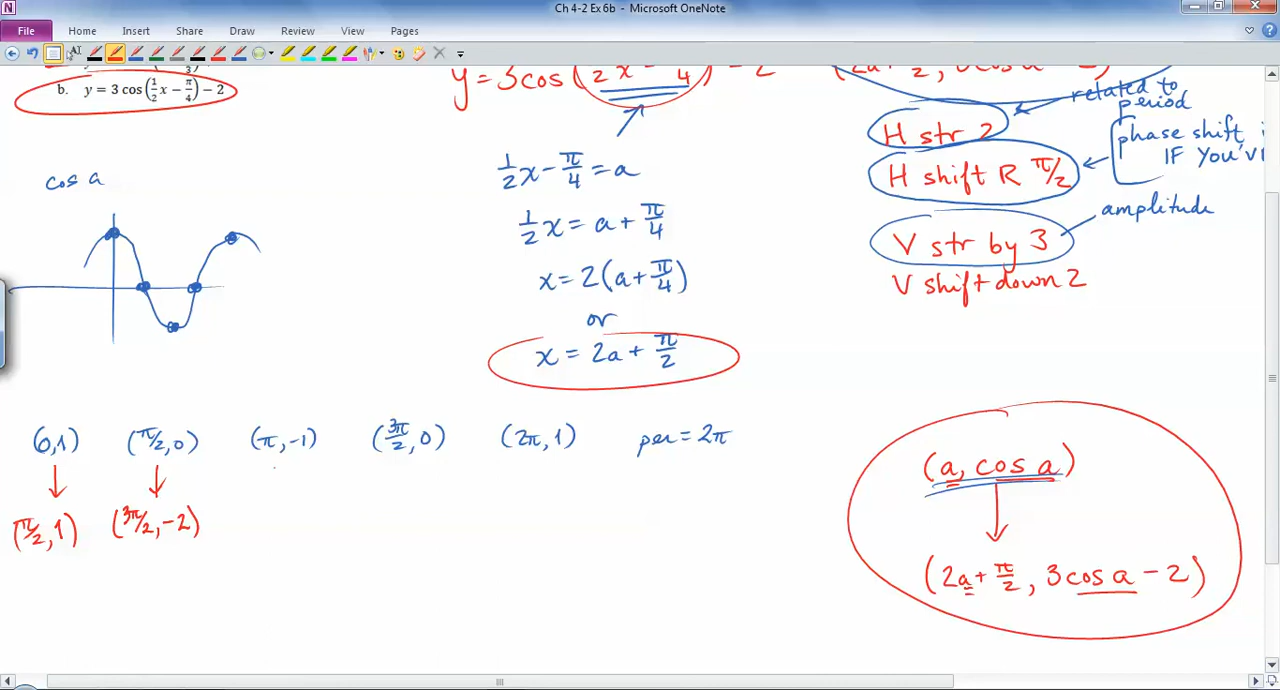 Ch 4-2 Ex 6b - Microsoft OneNote
File Home Insert Share Draw Review View Pages
b. y = 3 cos(1/2 x − π/4) − 2
y = 3cos(2x − 4) − 2
cos a
1/2 x − π/4 = a
1/2 x = a + π/4
x = 2(a + π/4)
or
x = 2a + π/2
related to
period
H str 2
phase shift i
IF You'v
H shift R π/2
amplitude
V str by 3
V shift down 2
(0,1) (π/2, 0) (π, -1) (3π/2, 0) (2π, 1) per = 2π
(π/2, 1) (3π/2, -2)
(a, cos a)
(2a + π/2, 3cos a − 2)